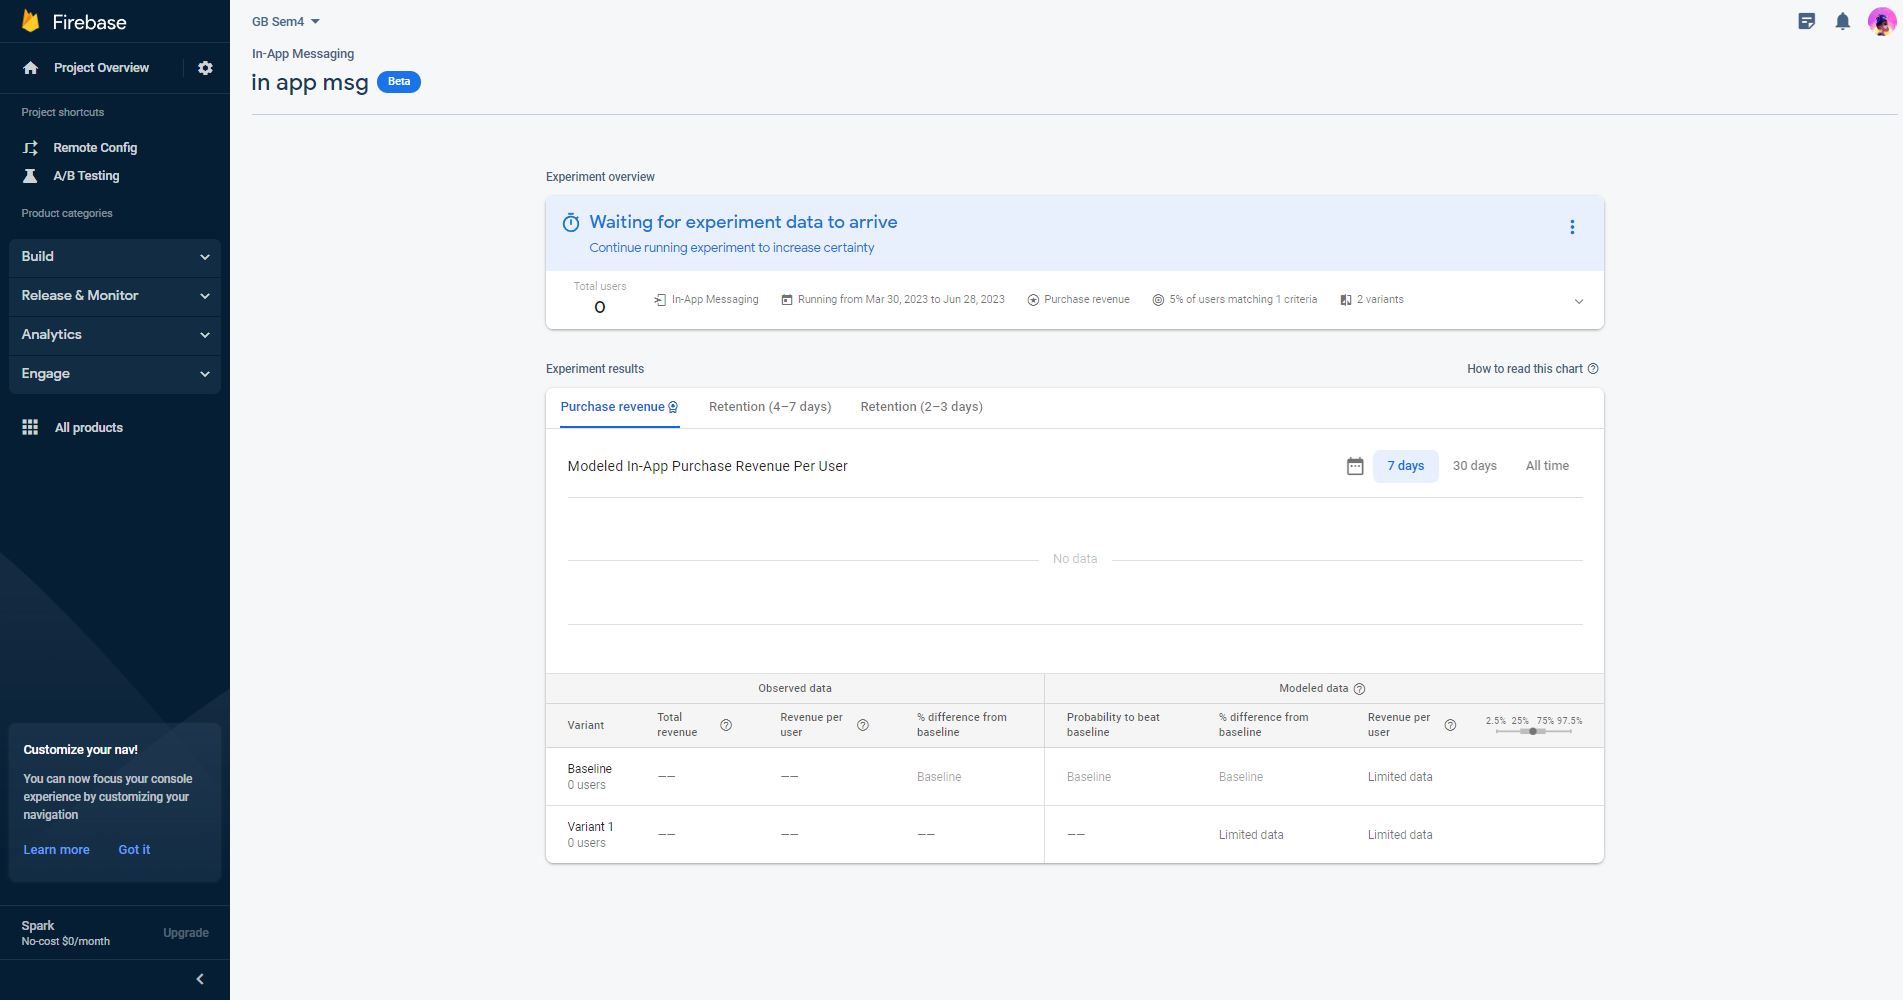 Firebase
Project Overview
Project shortcuts
Remote Config
A/B Testing
Product categories
Build
Release & Monitor
Analytics
Engage
All products
Customize your nav!
You can now focus your console
experience by customizing your
navigation
Learn more Got it
Spark
No-cost $0/month
Upgrade
GB Sem4
In-App Messaging
in app msg Beta
Experiment overview
Waiting for experiment data to arrive
Continue running experiment to increase certainty
Total users
0
In-App Messaging
Running from Mar 30, 2023 to Jun 28, 2023
Purchase revenue
5% of users matching 1 criteria
2 variants
Experiment results
How to read this chart
Purchase revenue Retention (4–7 days) Retention (2–3 days)
Modeled In-App Purchase Revenue Per User
7 days 30 days All time
No data
Observed data Modeled data
Variant
Total
revenue
Revenue per
user
% difference from
baseline
Probability to beat
baseline
% difference from
baseline
Revenue per
user
2.5% 25% 75% 97.5%
Baseline
0 users
—— —— Baseline Baseline Baseline Limited data
Variant 1
0 users
—— —— —— —— Limited data Limited data